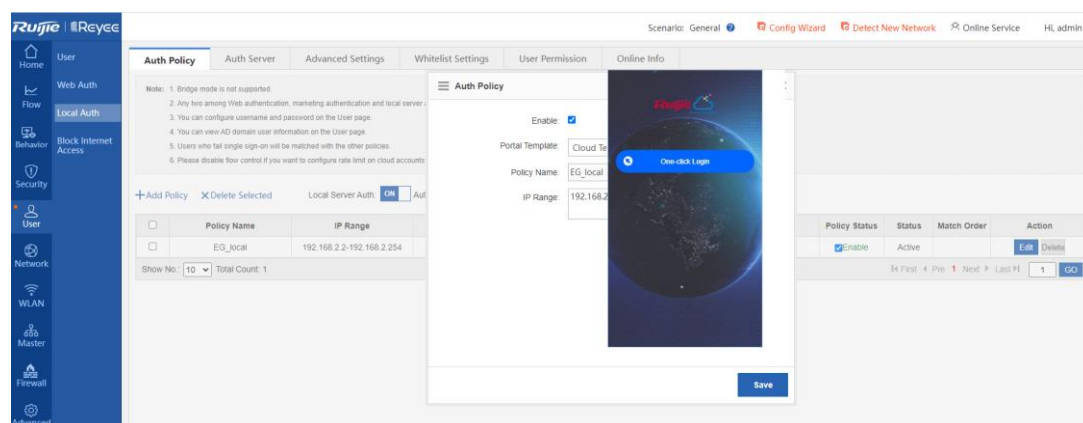 Ruijie | Reyee
Scenario: General ? Config Wizard Detect New Network Online Service Hi, admin
Home
Flow
Behavior
Security
User
Network
WLAN
Master
Firewall
Advanced
User
Web Auth
Local Auth
Block Internet
Access
Auth Policy Auth Server Advanced Settings Whitelist Settings User Permission Online Info
Note: 1. Bridge mode is not supported.
2. Any two among Web authentication, marketing authentication and local server
3. You can configure username and password on the User page.
4. You can view AD domain user information on the User page.
5. Users who fail single sign-on will be matched with the other policies.
6. Please disable flow control if you want to configure rate limit on cloud accounts
+Add Policy XDelete Selected Local Server Auth: ON
Policy Name IP Range Policy Status Status Match Order Action
EG_local 192.168.2.2-192.168.2.254 Enable Active Edit Delete
Show No.: 10 Total Count: 1 First Pre 1 Next Last 1 GO
Auth Policy
Enable:
Portal Template: Cloud Te
Policy Name: EG_local
IP Range: 192.168.2
Ruijie
One-click Login
Save